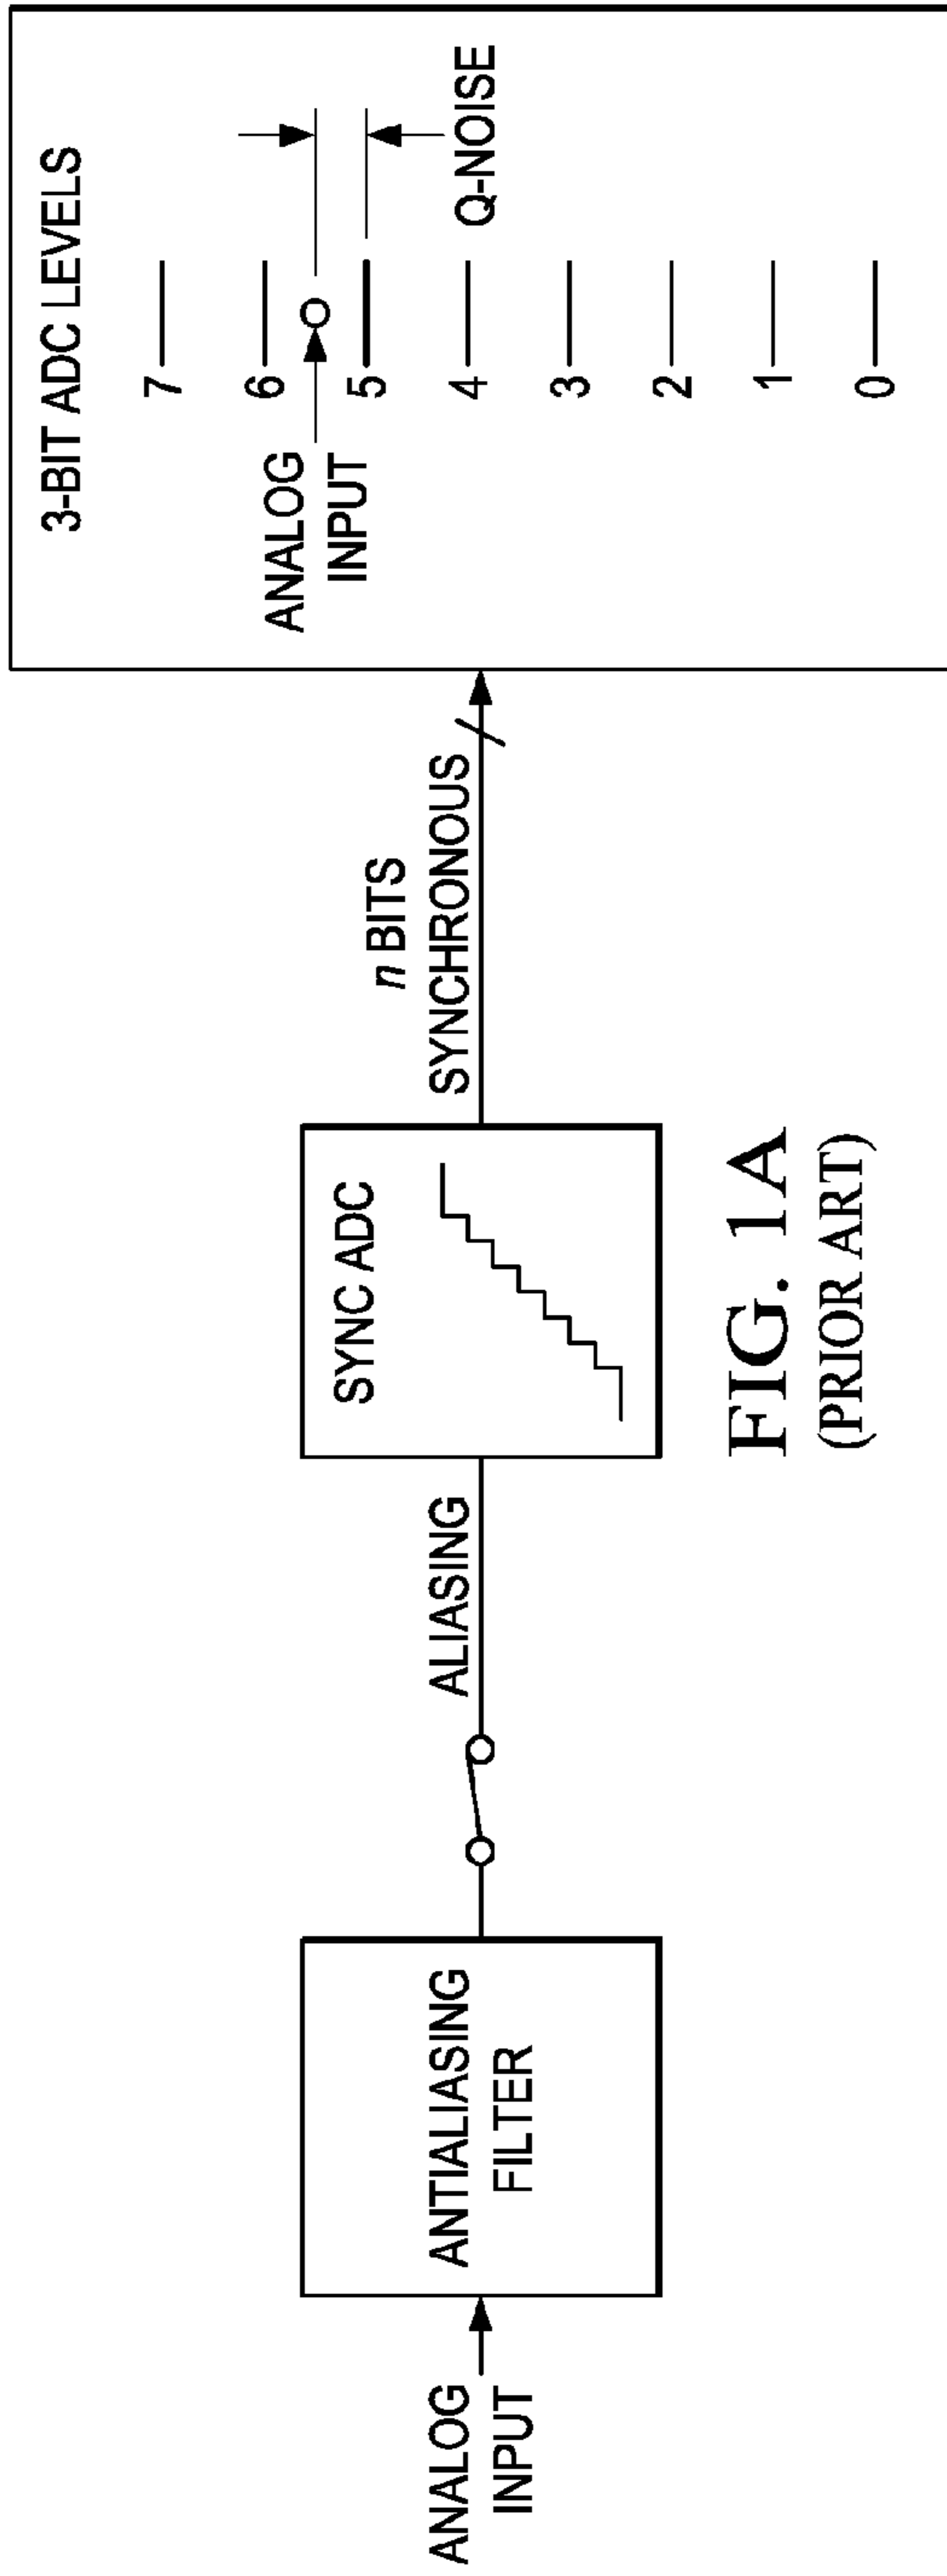 ANALOG
INPUT
ANTIALIASING
FILTER
ALIASING
SYNC ADC
n BITS
SYNCHRONOUS
3-BIT ADC LEVELS
7
6
ANALOG
INPUT
5
4
Q-NOISE
3
2
1
0
FIG. 1A
(PRIOR ART)